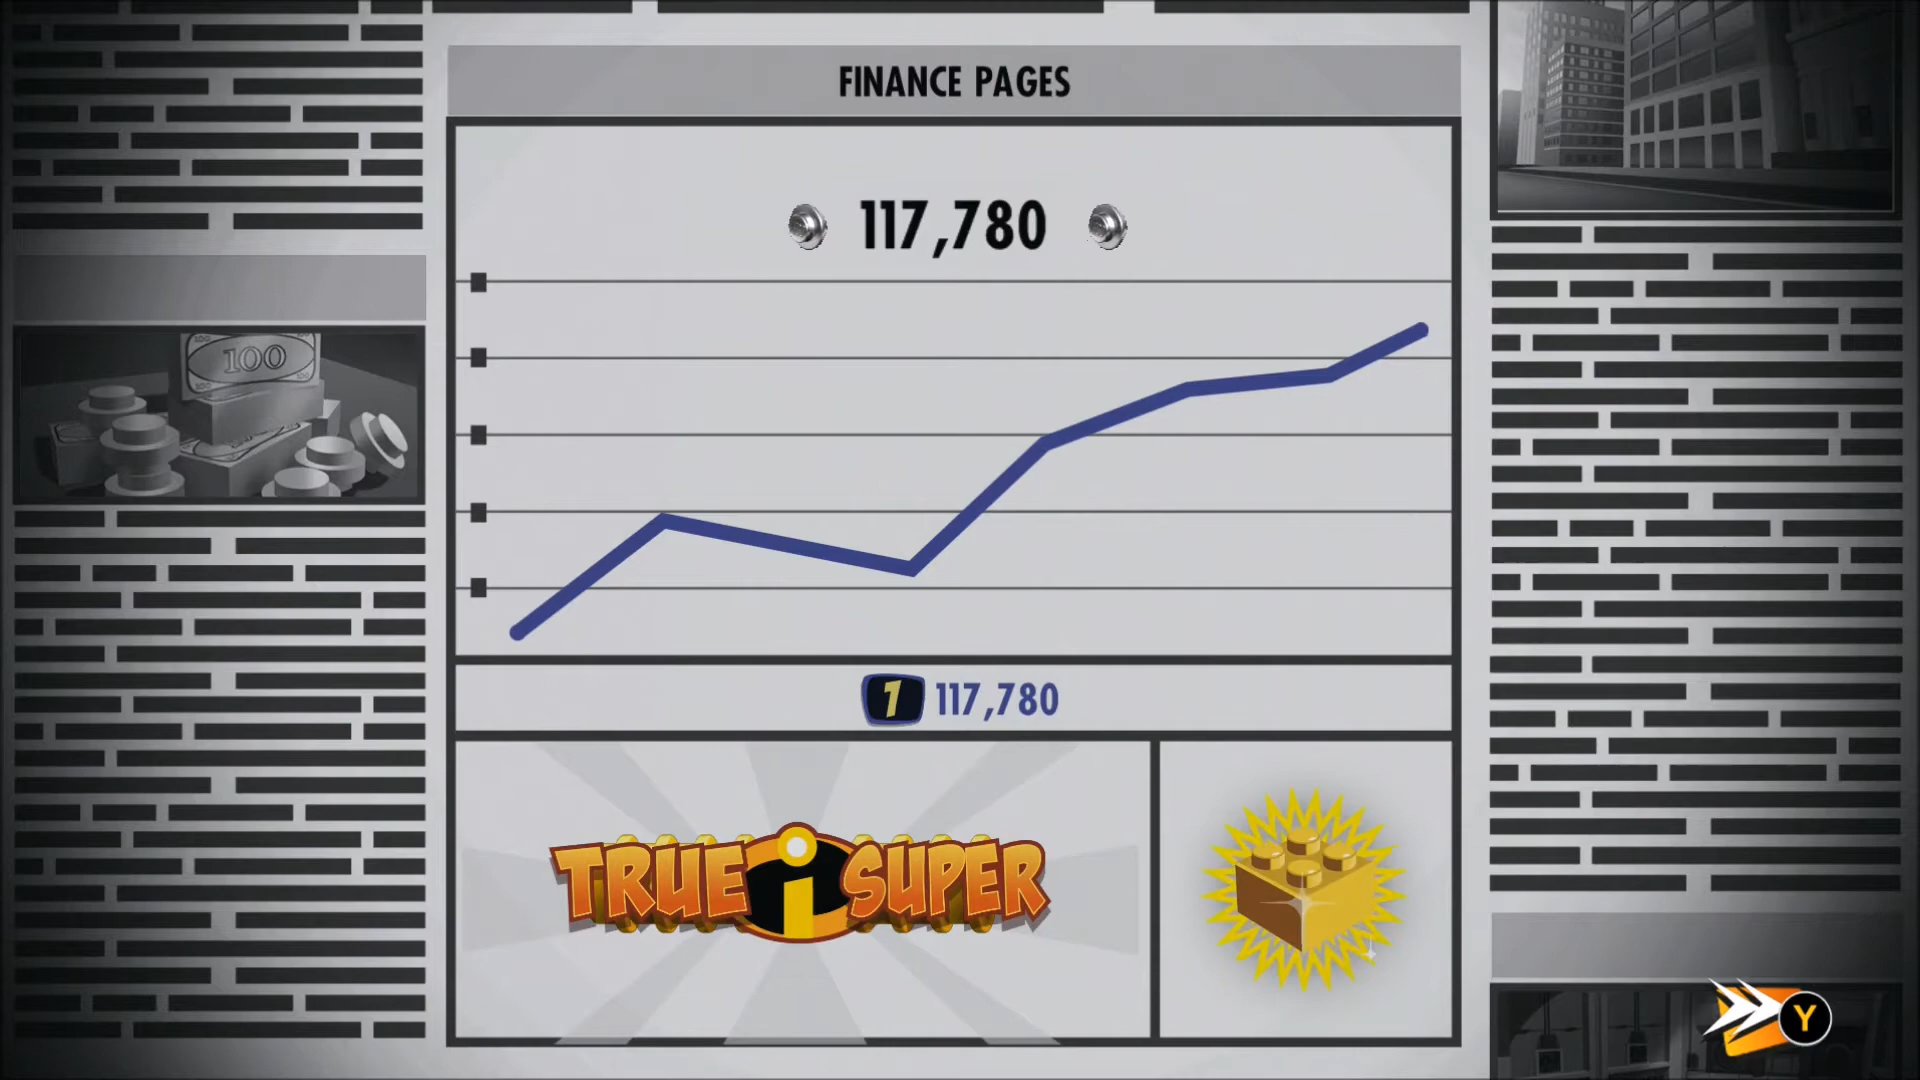 FINANCE PAGES
117,780
100
1 117,780
TRUE i SUPER
Y